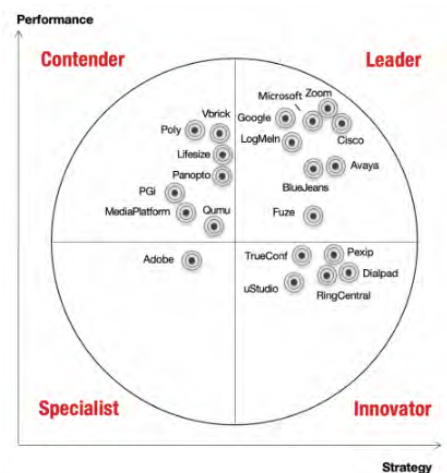 Performance
Contender
Leader
Zoom
Microsoft
Vbrick
Google
Poly
Cisco
LogMeIn
Lifesize
Avaya
Panopto
BlueJeans
PGi
MediaPlatform
Qumu
Fuze
Adobe
TrueConf
Pexip
Dialpad
uStudio
RingCentral
Specialist
Innovator
Strategy